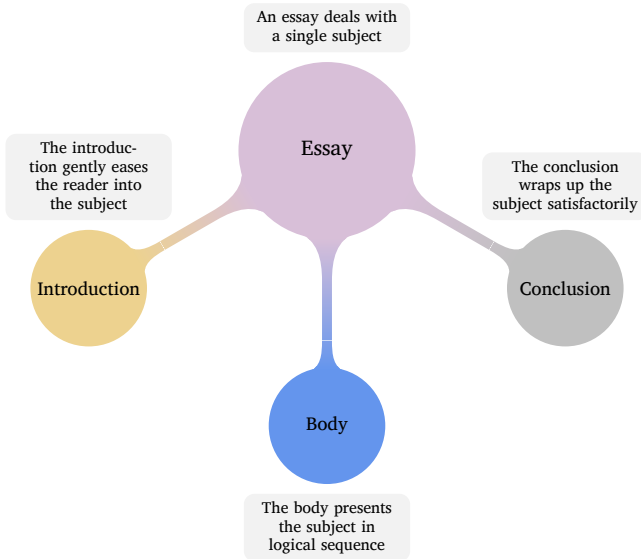 An essay deals with
a single subject
Essay
The introduc-
tion gently eases
the reader into
the subject
The conclusion
wraps up the
subject satisfactorily
Introduction
Conclusion
Body
The body presents
the subject in
logical sequence